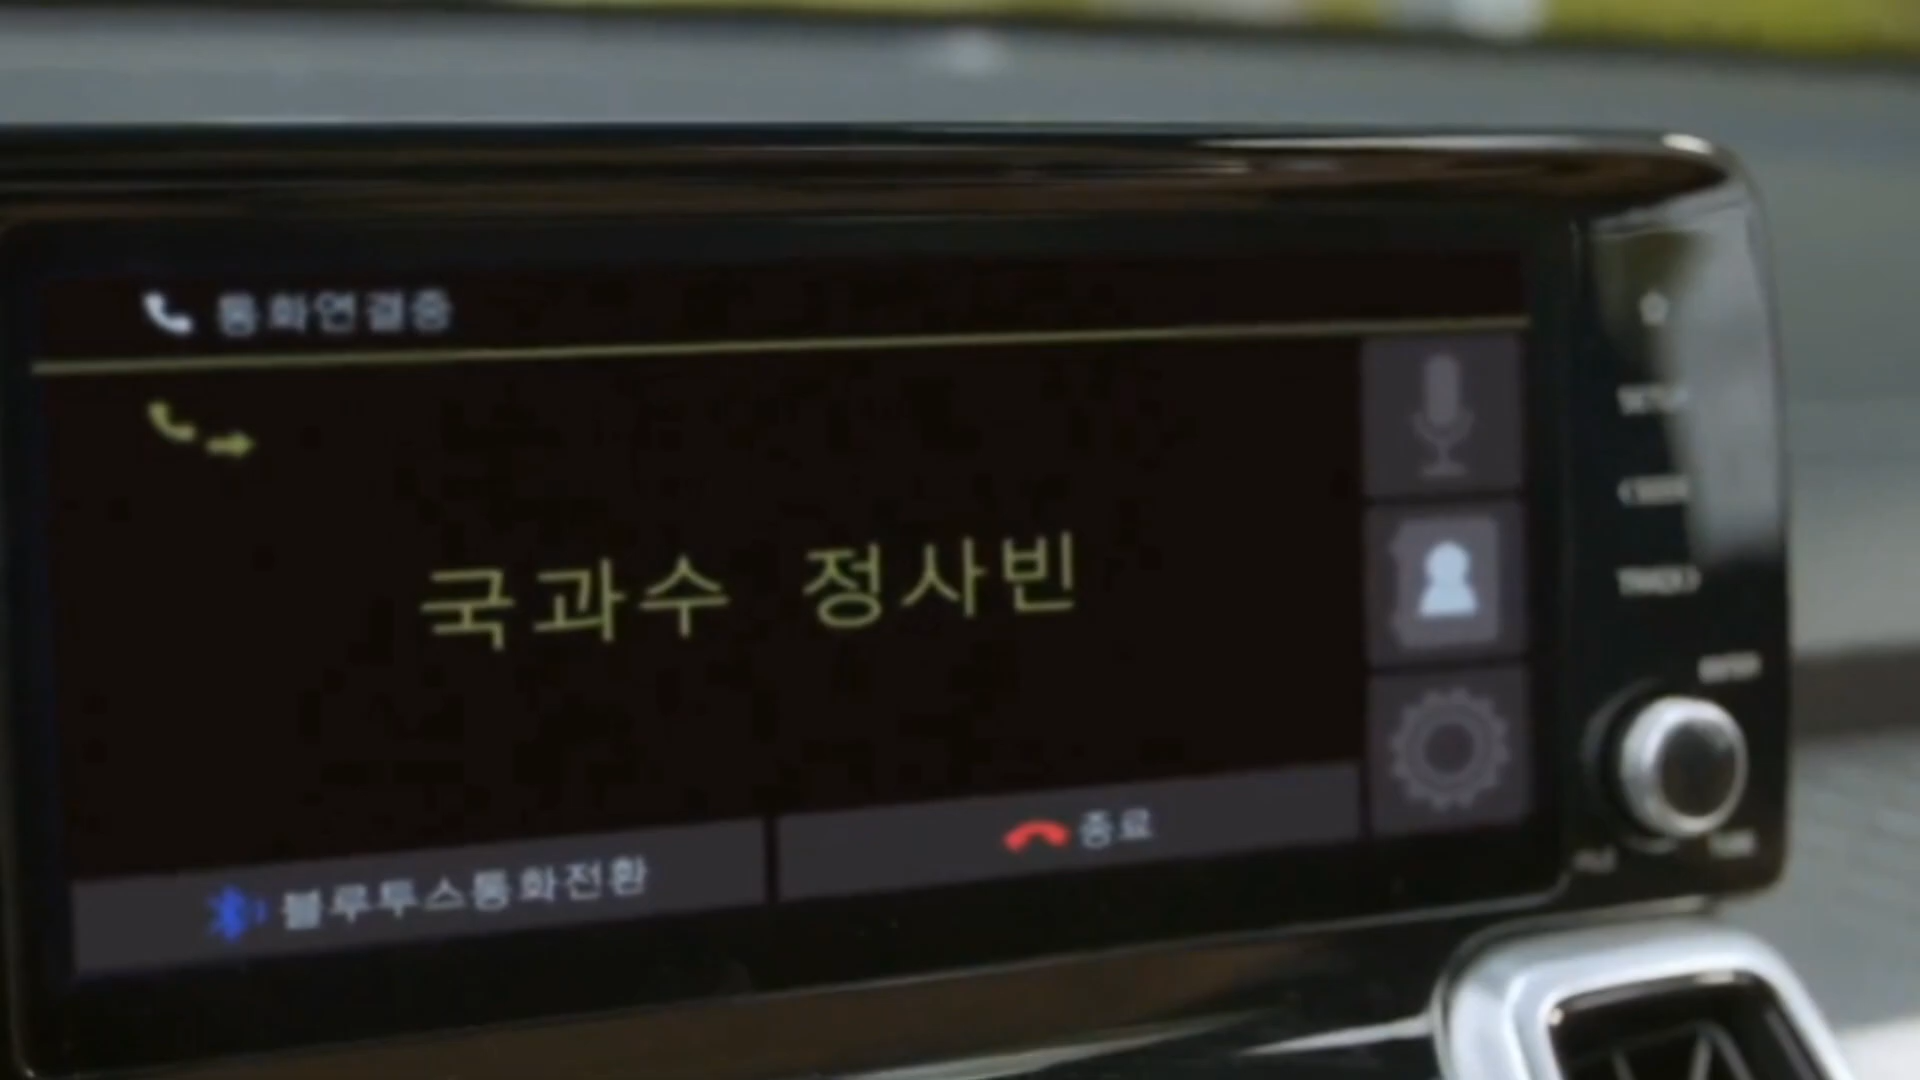 통화연결중
국과수 정사빈
종료
블루투스통화전환